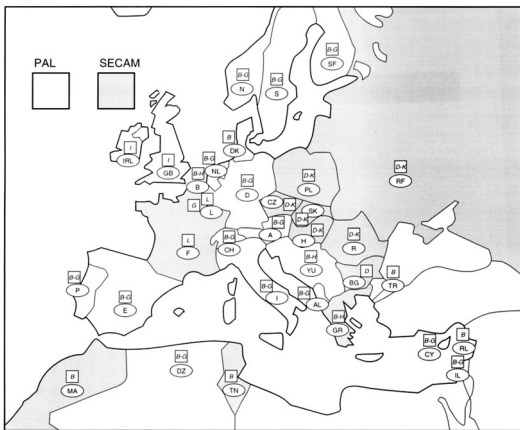 PAL SECAM
B-G
SF
B-G
N
B-G
S
B
DK
I
IRL
I
GB
B-G
NL
B-H
B
B-G
D
D-K
PL
D-K
RF
G
L
L
CZ
D-K
SK
D-K
L
F
B-G
CH
B-G
A
D-K
H
D-K
R
B-H
YU
D
BG
B
TR
B-G
P
B-G
E
B-G
I
B-G
AL
B-H
GR
B-G
CY
B
RL
B-G
IL
B
MA
B-G
DZ
B
TN